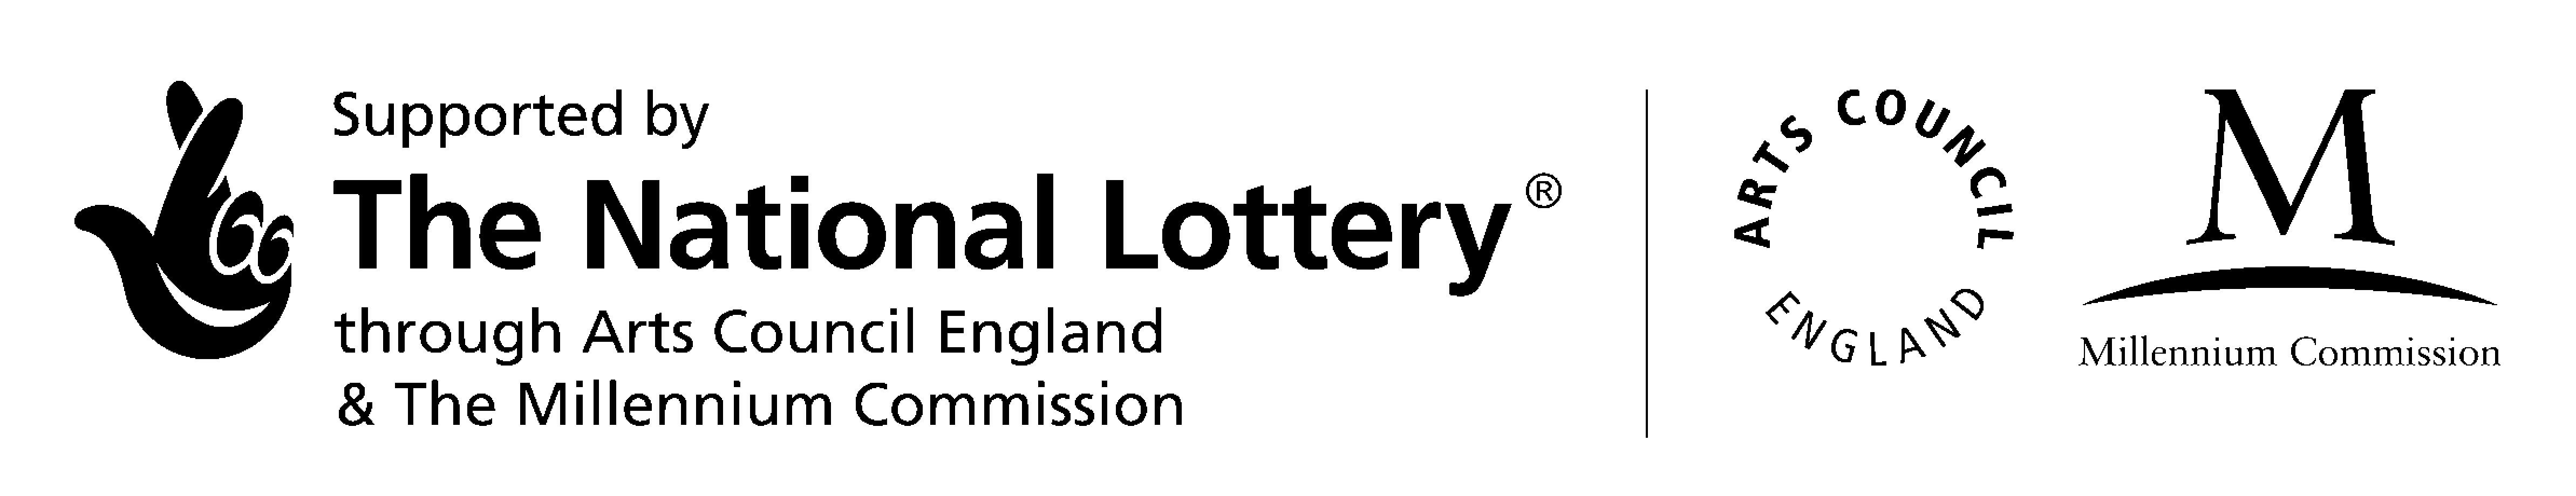 Supported by
The National Lottery®
through Arts Council England
& The Millennium Commission
ARTS COUNCIL
ENGLAND
M
Millennium Commission